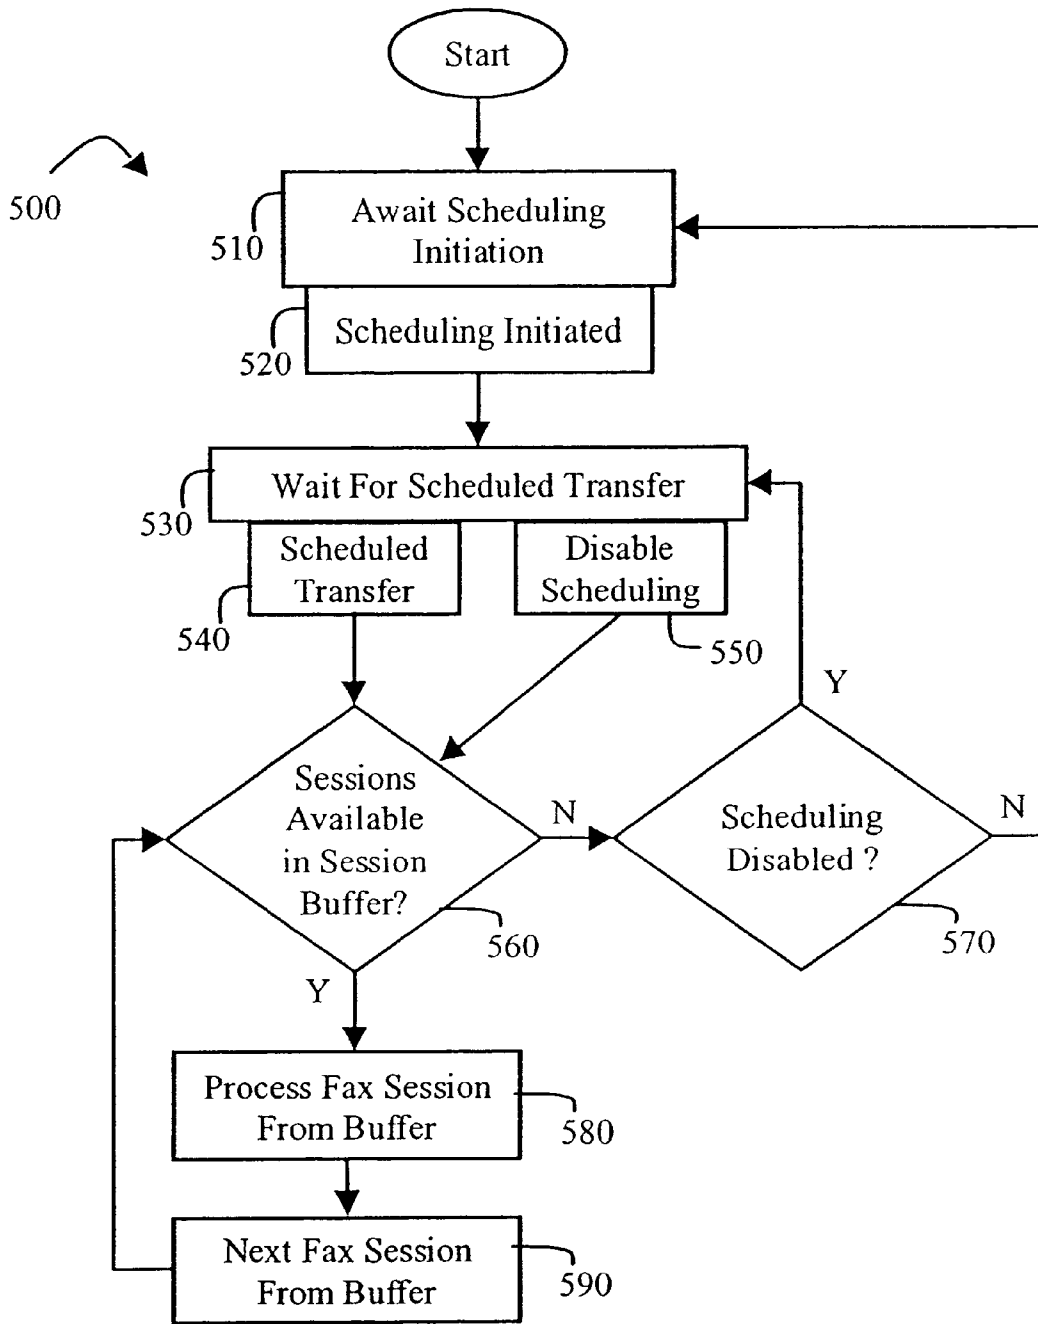 Start
500
Await Scheduling
Initiation
510
Scheduling Initiated
520
Wait For Scheduled Transfer
530
Scheduled
Transfer
540
Disable
Scheduling
550
Sessions
Available
in Session
Buffer?
560
N
Y
Scheduling
Disabled ?
570
Y
N
Process Fax Session
From Buffer
580
Next Fax Session
From Buffer
590